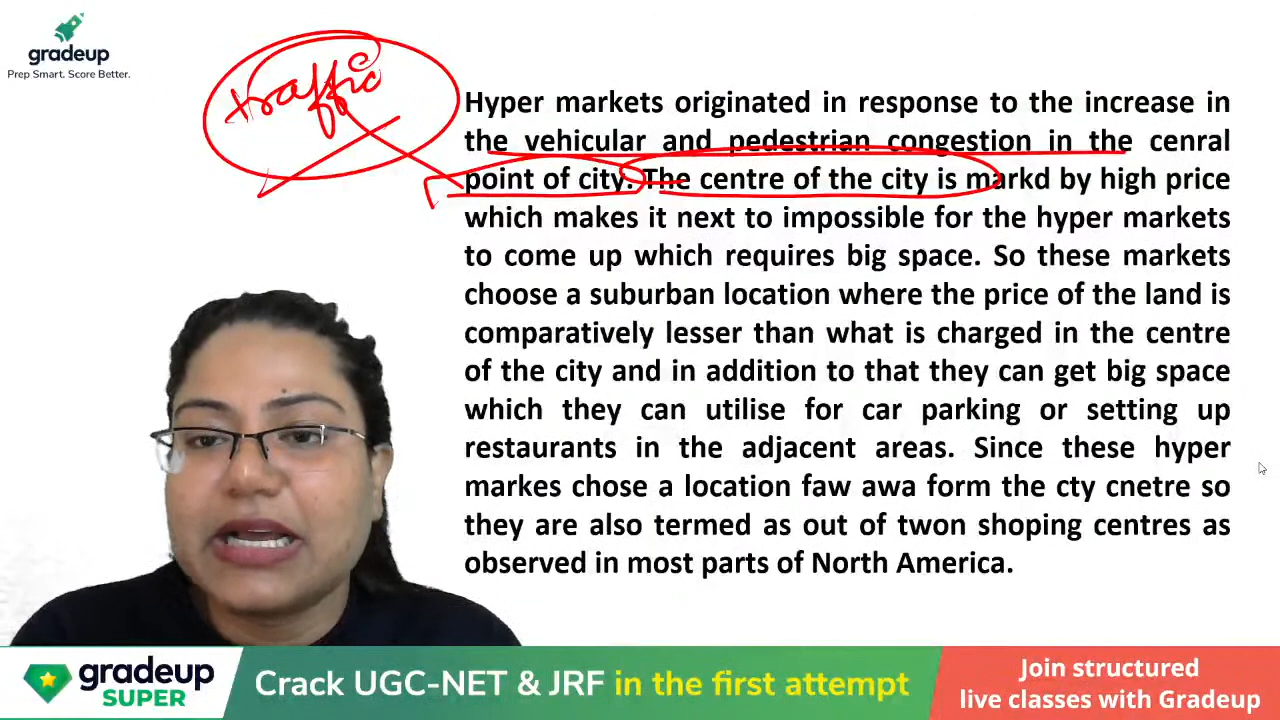 gradeup
Prep Smart. Score Better.
traffic
Hyper markets originated in response to the increase in
the vehicular and pedestrian congestion in the cenral
point of city. The centre of the city is markd by high price
which makes it next to impossible for the hyper markets
to come up which requires big space. So these markets
choose a suburban location where the price of the land is
comparatively lesser than what is charged in the centre
of the city and in addition to that they can get big space
which they can utilise for car parking or setting up
restaurants in the adjacent areas. Since these hyper
markes chose a location faw awa form the cty cnetre so
they are also termed as out of twon shoping centres as
observed in most parts of North America.
gradeup
SUPER
Crack UGC-NET & JRF in the first attempt
Join structured
live classes with Gradeup